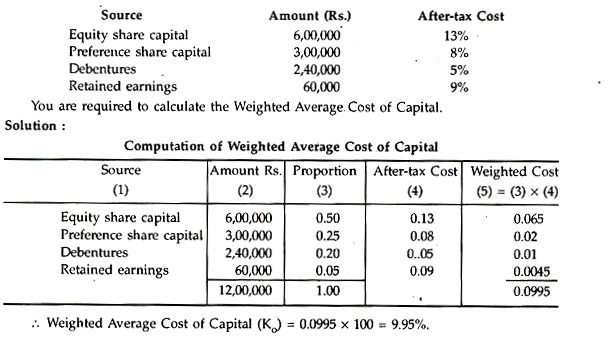 Source Amount (Rs.) After-tax Cost
Equity share capital 6,00,000 13%
Preference share capital 3,00,000 8%
Debentures 2,40,000 5%
Retained earnings 60,000 9%
You are required to calculate the Weighted Average Cost of Capital.
Solution :
Computation of Weighted Average Cost of Capital
Source Amount Rs. Proportion After-tax Cost Weighted Cost
(1) (2) (3) (4) (5) = (3) × (4)
Equity share capital 6,00,000 0.50 0.13 0.065
Preference share capital 3,00,000 0.25 0.08 0.02
Debentures 2,40,000 0.20 0..05 0.01
Retained earnings 60,000 0.05 0.09 0.0045
12,00,000 1.00 0.0995
∴ Weighted Average Cost of Capital (K₀) = 0.0995 × 100 = 9.95%.